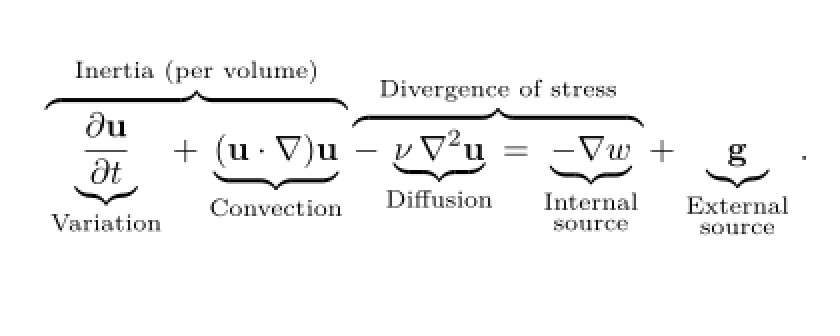 Inertia (per volume)
Divergence of stress
∂u/∂t + (u · ∇)u − ν ∇²u = −∇w + g .
Variation
Convection
Diffusion
Internal source
External source